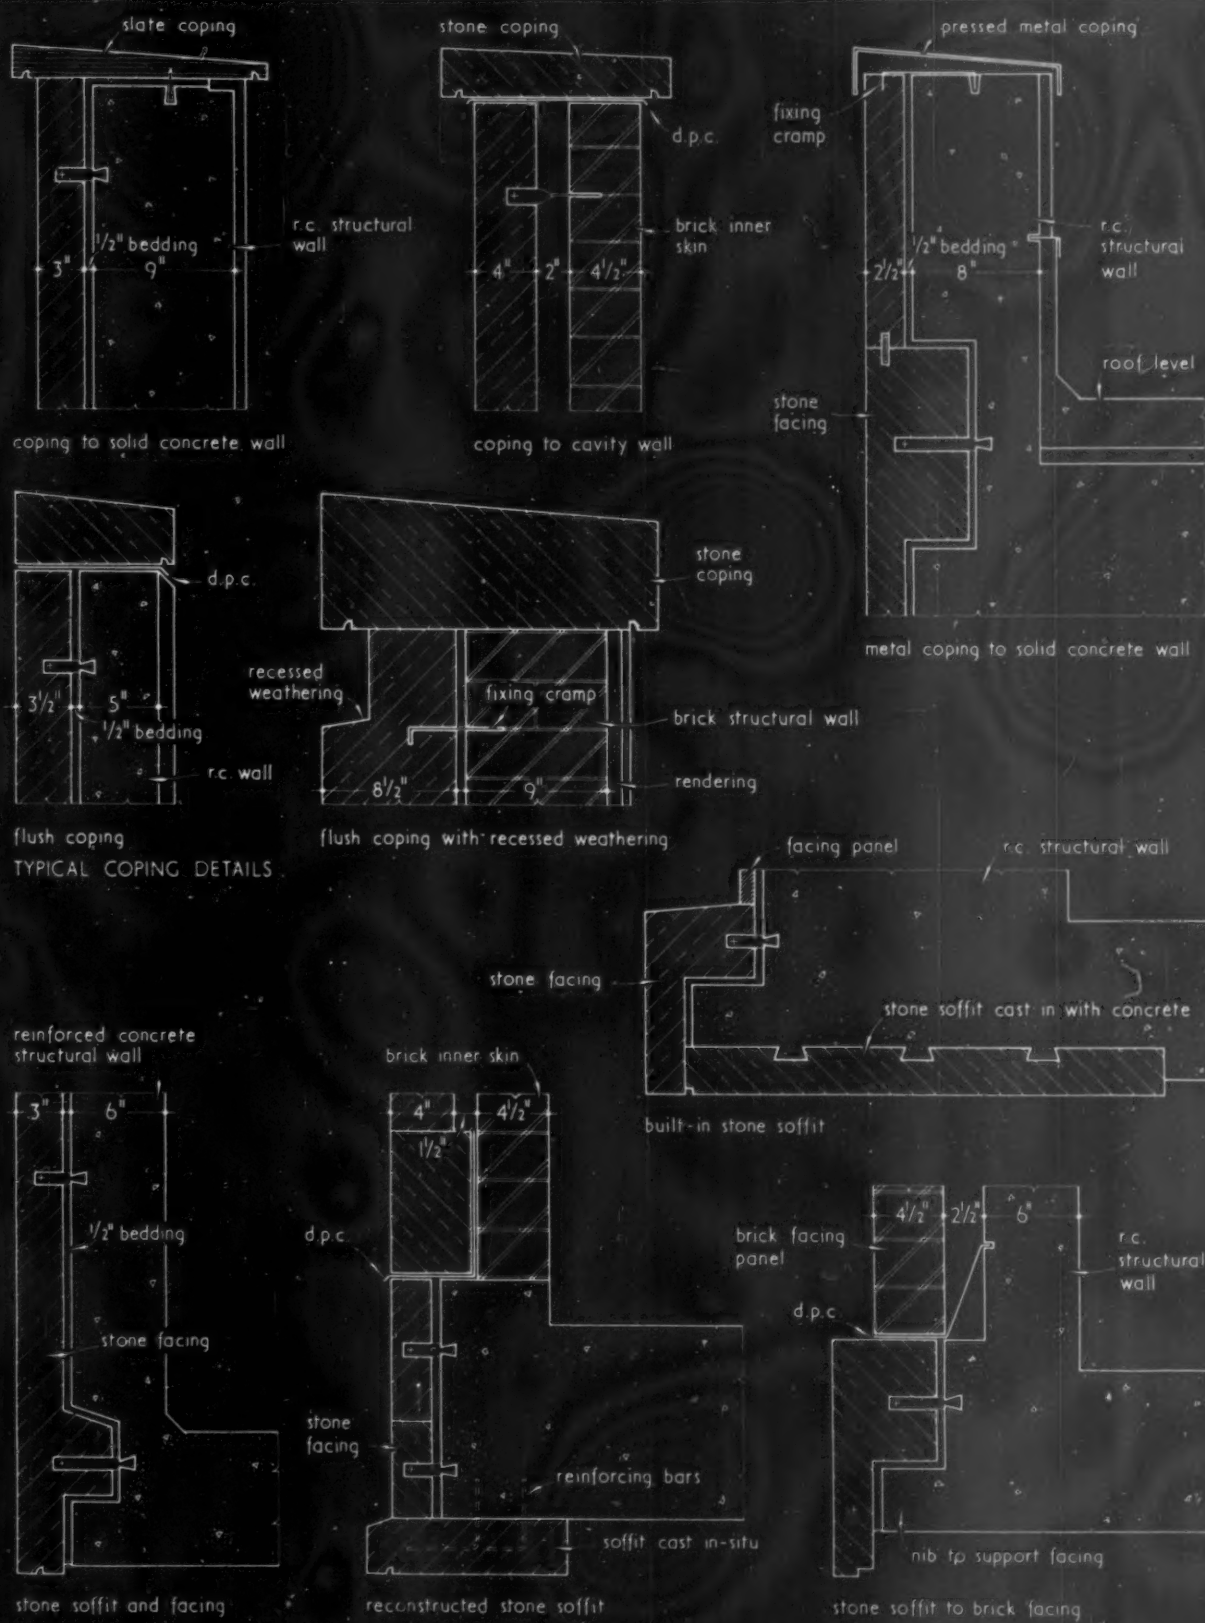 slate coping
r.c. structural
wall
1/2" bedding
3"
9"
coping to solid concrete wall
stone coping
d.p.c.
brick inner
skin
4"
2"
4 1/2"
coping to cavity wall
pressed metal coping
fixing
cramp
r.c.
structural
wall
1/2" bedding
2 1/2"
8"
roof level
stone
facing
metal coping to solid concrete wall
d.p.c.
3 1/2"
5"
1/2" bedding
r.c. wall
flush coping
stone
coping
recessed
weathering
fixing cramp
brick structural wall
8 1/2"
9"
rendering
flush coping with recessed weathering
TYPICAL COPING DETAILS
facing panel
r.c. structural wall
stone facing
stone soffit cast in with concrete
built-in stone soffit
reinforced concrete
structural wall
3"
6"
1/2" bedding
stone facing
stone soffit and facing
brick inner skin
4"
4 1/2"
1 1/2"
d.p.c.
stone
facing
reinforcing bars
soffit cast in-situ
reconstructed stone soffit
4 1/2"
2 1/2"
6"
brick facing
panel
r.c.
structural
wall
d.p.c
nib to support facing
stone soffit to brick facing